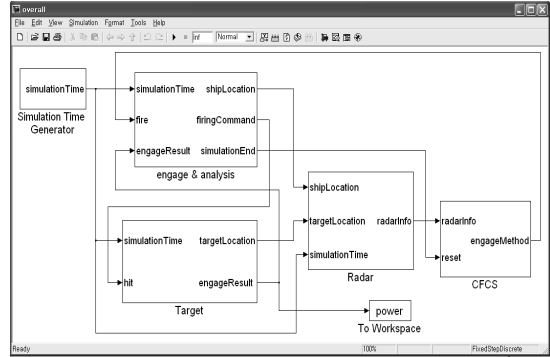 overall
File Edit View Simulation Format Tools Help
inf Normal
simulationTime
Simulation Time
Generator
simulationTime shipLocation
fire firingCommand
engageResult simulationEnd
engage & analysis
simulationTime targetLocation
hit engageResult
Target
shipLocation
targetLocation radarInfo
simulationTime
Radar
radarInfo
engageMethod
reset
CFCS
power
To Workspace
Ready 100% FixedStepDiscrete